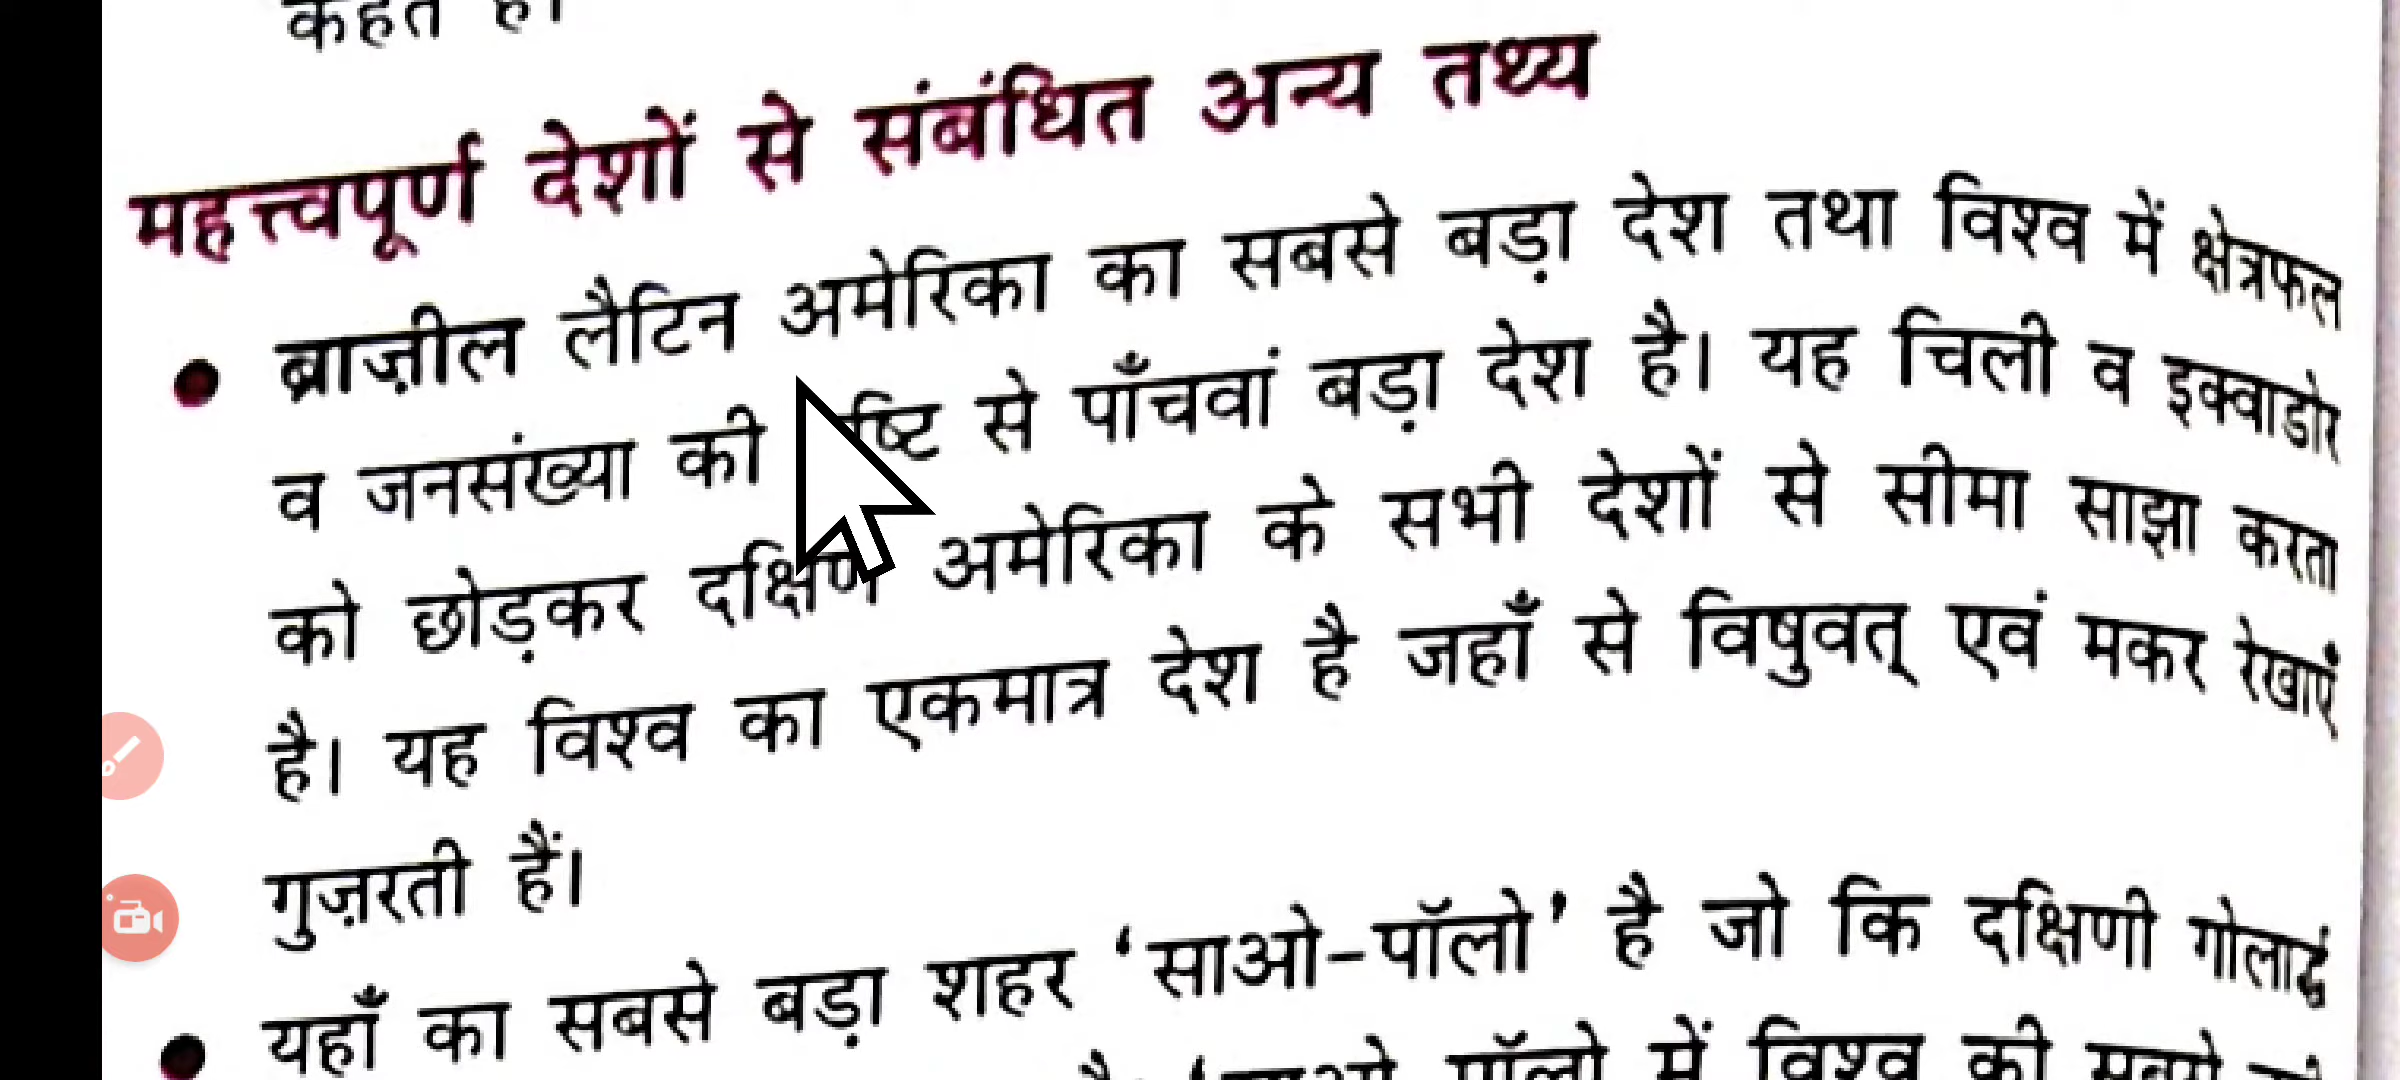 कहते हैं।
महत्त्वपूर्ण देशों से संबंधित अन्य तथ्य
• ब्राज़ील लैटिन अमेरिका का सबसे बड़ा देश तथा विश्व में क्षेत्रफल
व जनसंख्या की से पाँचवां बड़ा देश है। यह चिली व इक्वाडोर
को छोड़कर दक्षिण अमेरिका के सभी देशों से सीमा साझा करता
है। यह विश्व का एकमात्र देश है जहाँ से विषुवत् एवं मकर रेखाएँ
गुज़रती हैं।
• यहाँ का सबसे बड़ा शहर ‘साओ-पॉलो’ है जो कि दक्षिणी गोलार्द्ध
में विश्व की